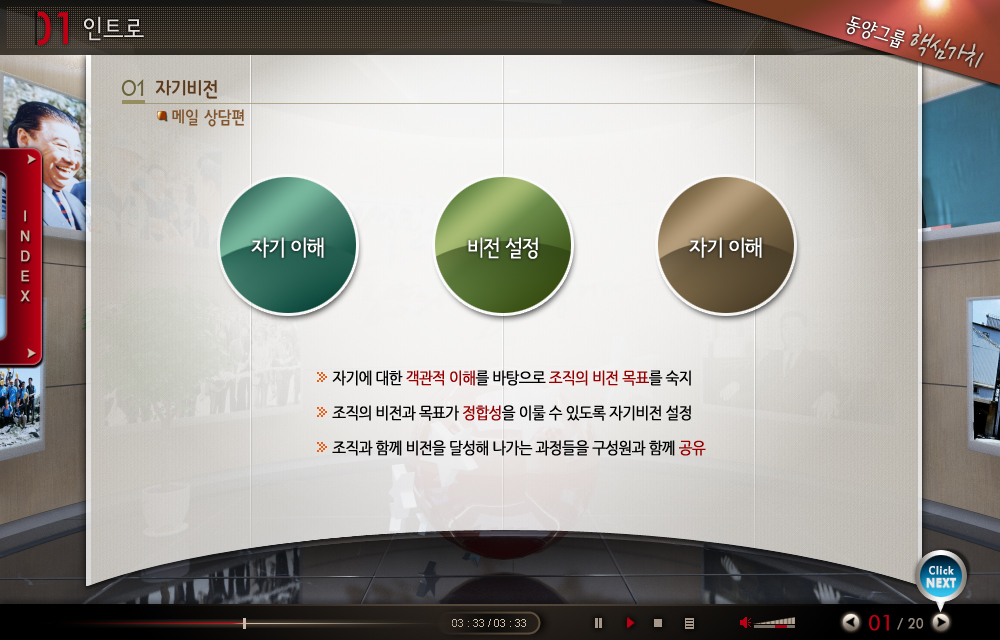 01 인트로
동양그룹 핵심가치
01 자기비전
메일 상담편
INDEX
자기 이해
비전 설정
자기 이해
자기에 대한 객관적 이해를 바탕으로 조직의 비전 목표를 숙지
조직의 비전과 목표가 정합성을 이룰 수 있도록 자기비전 설정
조직과 함께 비전을 달성해 나가는 과정들을 구성원과 함께 공유
Click
NEXT
03 : 33 / 03 : 33
01 / 20